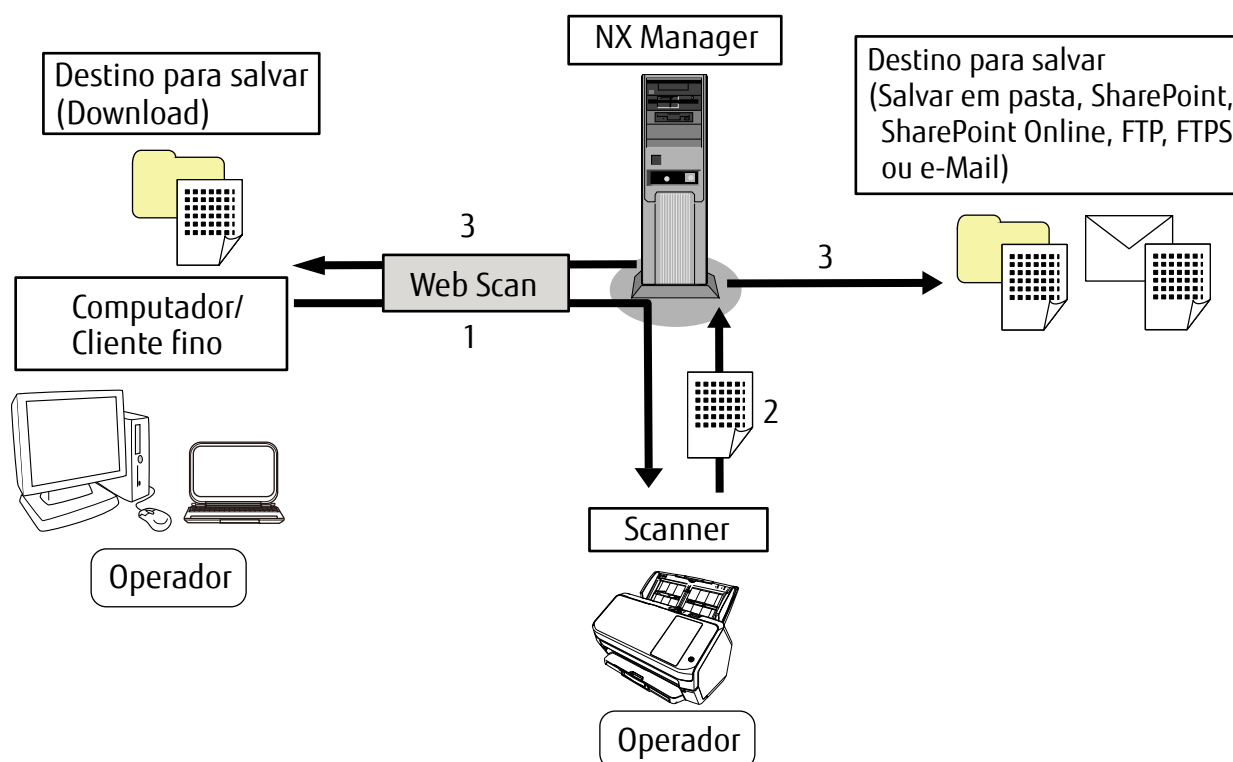 NX Manager
Destino para salvar
(Download)
Destino para salvar
(Salvar em pasta, SharePoint,
SharePoint Online, FTP, FTPS
ou e-Mail)
3
Web Scan
1
3
Computador/
Cliente fino
2
Operador
Scanner
Operador